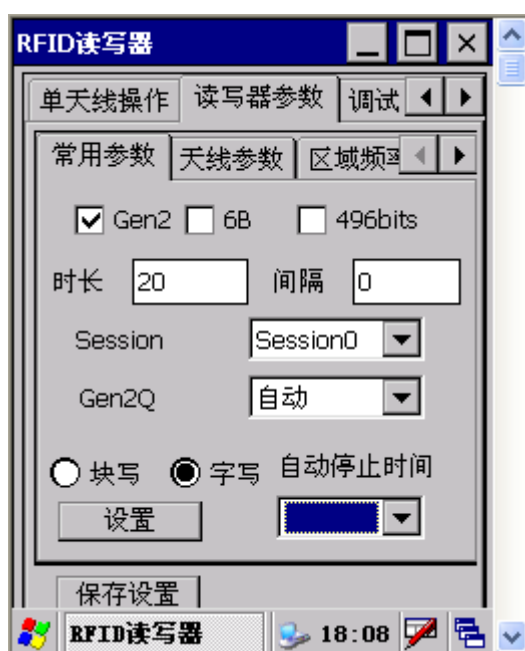 RFID读写器
单天线操作 读写器参数 调试
常用参数 天线参数 区域频率
Gen2 6B 496bits
时长 20 间隔 0
Session Session0
Gen2Q 自动
块写 字写 自动停止时间
设置
保存设置
RFID读写器 18:08